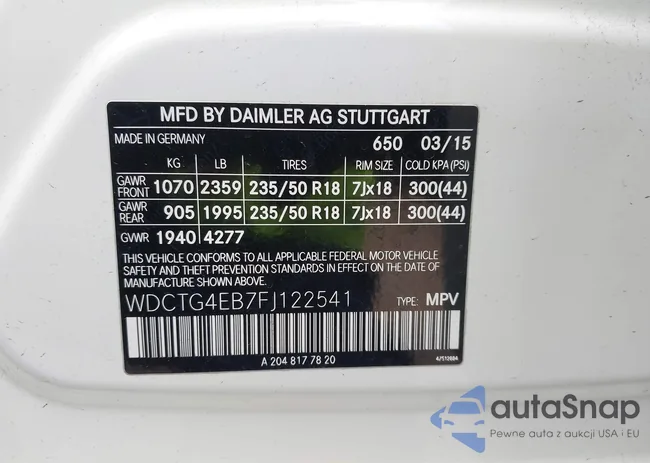 MFD BY DAIMLER AG STUTTGART
MADE IN GERMANY 650 03/15
KG LB TIRES RIM SIZE COLD KPA(PSI)
GAWR FRONT 1070 2359 235/50 R18 7Jx18 300(44)
GAWR REAR 905 1995 235/50 R18 7Jx18 300(44)
GVWR 1940 4277
THIS VEHICLE CONFORMS TO ALL APPLICABLE FEDERAL MOTOR VEHICLE
SAFETY, BUMPER AND THEFT PREVENTION STANDARDS IN EFFECT ON THE DATE OF
MANUFACTURE SHOWN ABOVE.
WDCTG4EB7FJ122541 TYPE: MPV
A 204 817 78 20
autaSnap
Pewne auta z aukcji USA i EU